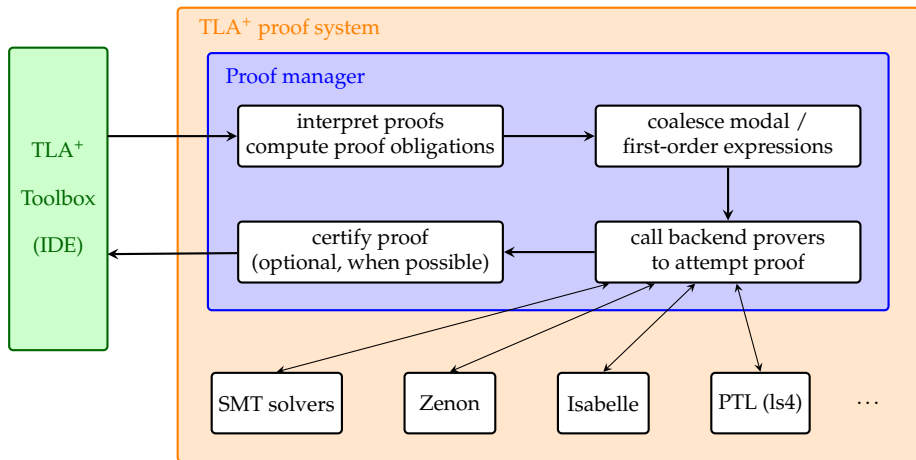 TLA⁺ proof system
Proof manager
TLA⁺
Toolbox
(IDE)
interpret proofs
compute proof obligations
coalesce modal /
first-order expressions
certify proof
(optional, when possible)
call backend provers
to attempt proof
SMT solvers
Zenon
Isabelle
PTL (ls4)
...